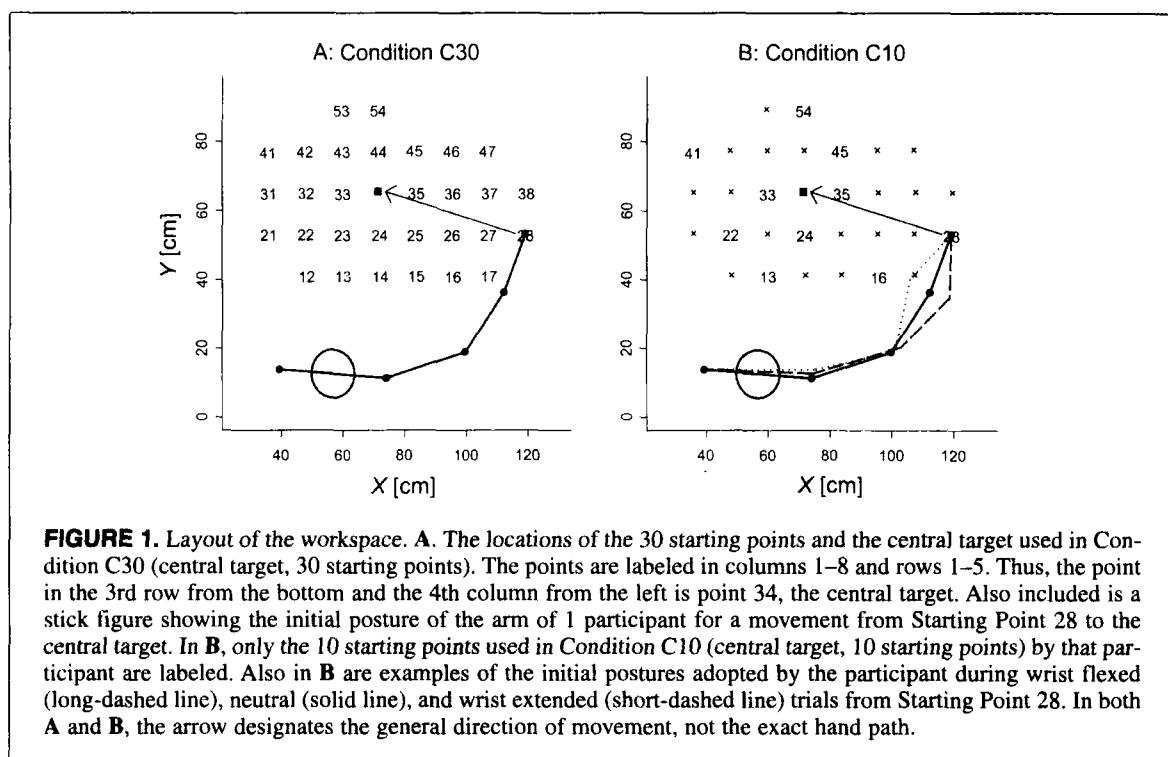 A: Condition C30
B: Condition C10
53 54
41 42 43 44 45 46 47
31 32 33 35 36 37 38
21 22 23 24 25 26 27 28
12 13 14 15 16 17
54
41 45
33 35
22 24 28
13 16
Y [cm]
0 20 40 60 80
0 20 40 60 80
40 60 80 100 120
40 60 80 100 120
X [cm]
X [cm]
FIGURE 1. Layout of the workspace. A. The locations of the 30 starting points and the central target used in Con-
dition C30 (central target, 30 starting points). The points are labeled in columns 1–8 and rows 1–5. Thus, the point
in the 3rd row from the bottom and the 4th column from the left is point 34, the central target. Also included is a
stick figure showing the initial posture of the arm of 1 participant for a movement from Starting Point 28 to the
central target. In B, only the 10 starting points used in Condition C10 (central target, 10 starting points) by that par-
ticipant are labeled. Also in B are examples of the initial postures adopted by the participant during wrist flexed
(long-dashed line), neutral (solid line), and wrist extended (short-dashed line) trials from Starting Point 28. In both
A and B, the arrow designates the general direction of movement, not the exact hand path.